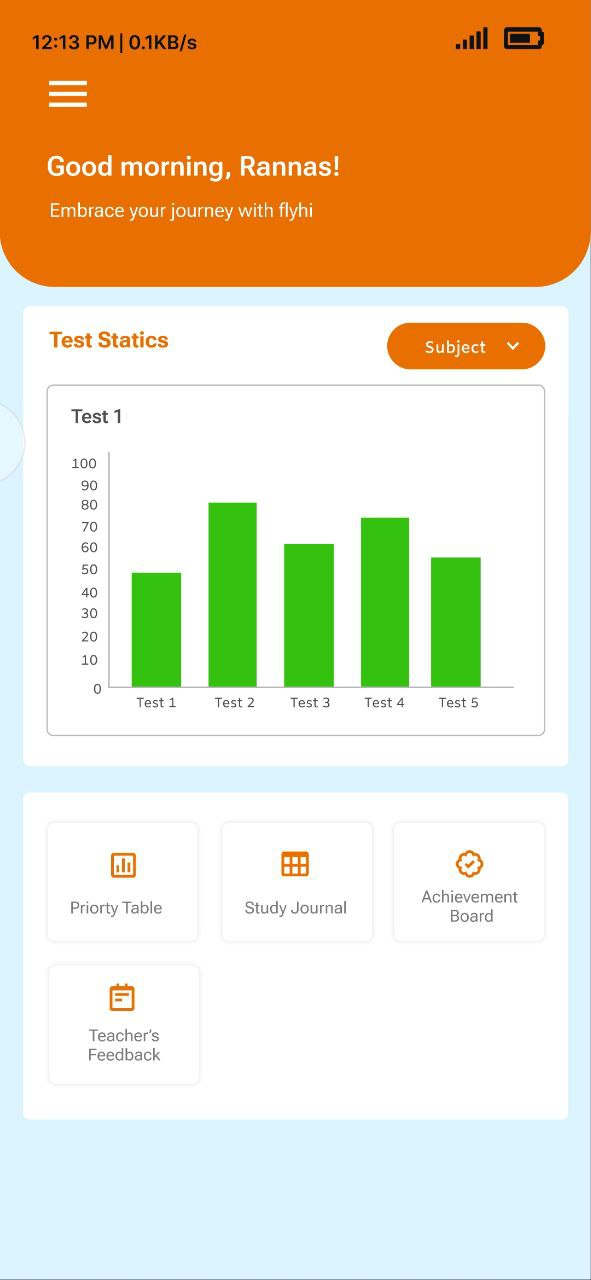 12:13 PM | 0.1KB/s
Good morning, Rannas!
Embrace your journey with flyhi
Test Statics
Subject
Test 1
100
90
80
70
60
50
40
30
20
10
0
Test 1 Test 2 Test 3 Test 4 Test 5
Priorty Table
Study Journal
Achievement
Board
Teacher's
Feedback